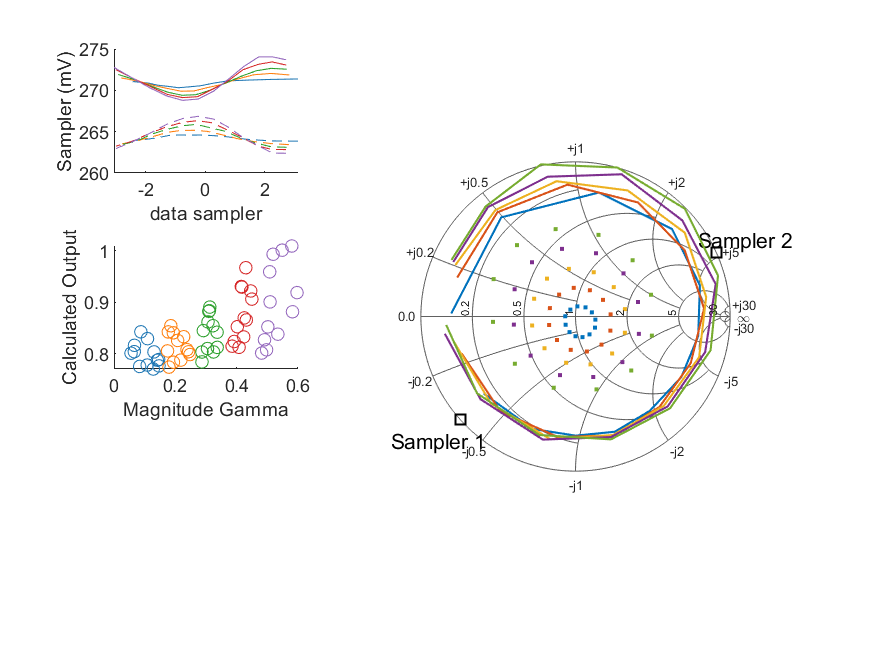 275
270
265
260
Sampler (mV)
-2
0
2
data sampler
1
0.9
0.8
Calculated Output
0
0.2
0.4
0.6
Magnitude Gamma
+j1
+j0.5
+j2
+j0.2
Sampler 2
+j5
0.0
0.2
0.5
1
2
5
30
+j30
∞
-j30
-j0.2
-j5
Sampler 1
-j0.5
-j2
-j1